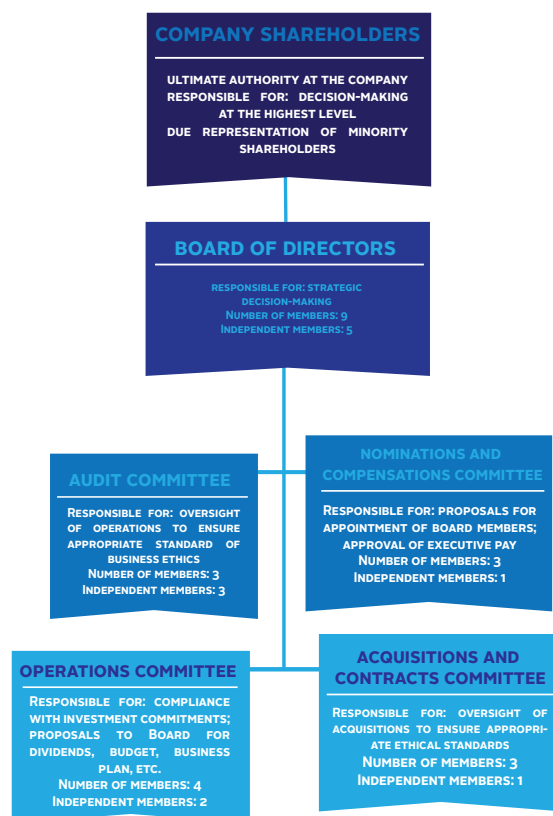 COMPANY SHAREHOLDERS
ULTIMATE AUTHORITY AT THE COMPANY
RESPONSIBLE FOR: DECISION-MAKING
AT THE HIGHEST LEVEL
DUE REPRESENTATION OF MINORITY
SHAREHOLDERS
BOARD OF DIRECTORS
RESPONSIBLE FOR: STRATEGIC
DECISION-MAKING
NUMBER OF MEMBERS: 9
INDEPENDENT MEMBERS: 5
AUDIT COMMITTEE
RESPONSIBLE FOR: OVERSIGHT
OF OPERATIONS TO ENSURE
APPROPRIATE STANDARD OF
BUSINESS ETHICS
NUMBER OF MEMBERS: 3
INDEPENDENT MEMBERS: 3
NOMINATIONS AND
COMPENSATIONS COMMITTEE
RESPONSIBLE FOR: PROPOSALS FOR
APPOINTMENT OF BOARD MEMBERS;
APPROVAL OF EXECUTIVE PAY
NUMBER OF MEMBERS: 3
INDEPENDENT MEMBERS: 1
OPERATIONS COMMITTEE
RESPONSIBLE FOR: COMPLIANCE
WITH INVESTMENT COMMITMENTS;
PROPOSALS TO BOARD FOR
DIVIDENDS, BUDGET, BUSINESS
PLAN, ETC.
NUMBER OF MEMBERS: 4
INDEPENDENT MEMBERS: 2
ACQUISITIONS AND
CONTRACTS COMMITTEE
RESPONSIBLE FOR: OVERSIGHT OF
ACQUISITIONS TO ENSURE APPROPRI-
ATE ETHICAL STANDARDS
NUMBER OF MEMBERS: 3
INDEPENDENT MEMBERS: 1